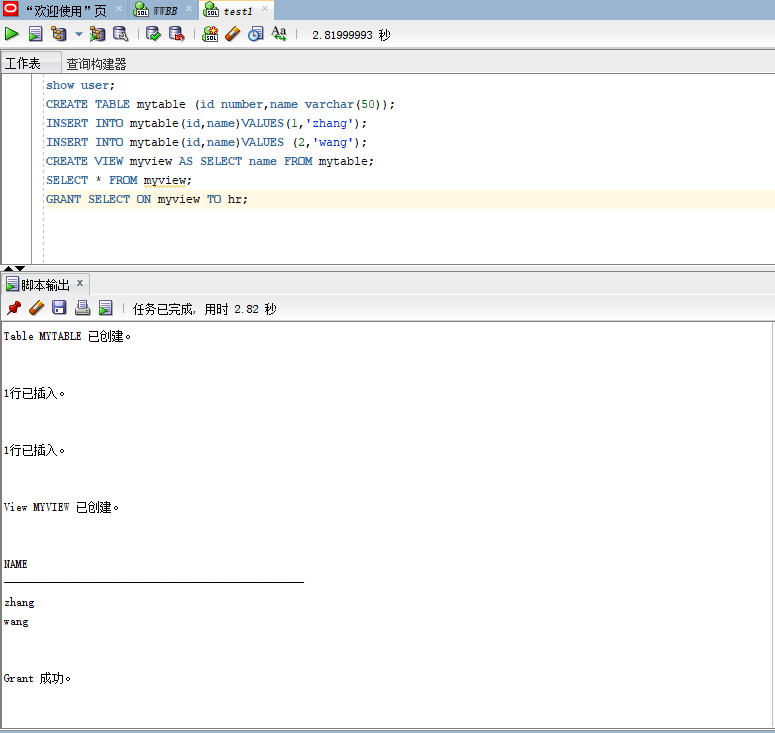 “欢迎使用”页 WWBB test1
2.81999993 秒
工作表 查询构建器
show user;
CREATE TABLE mytable (id number,name varchar(50));
INSERT INTO mytable(id,name)VALUES(1,'zhang');
INSERT INTO mytable(id,name)VALUES (2,'wang');
CREATE VIEW myview AS SELECT name FROM mytable;
SELECT * FROM myview;
GRANT SELECT ON myview TO hr;
脚本输出 x
任务已完成, 用时 2.82 秒
Table MYTABLE 已创建。
1行已插入。
1行已插入。
View MYVIEW 已创建。
NAME
--------------------------------------------------
zhang
wang
Grant 成功。